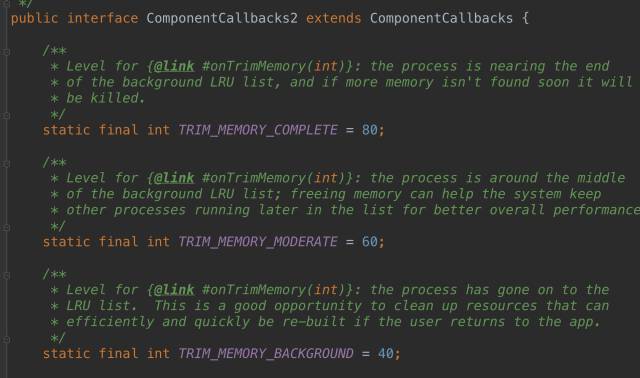 */
public interface ComponentCallbacks2 extends ComponentCallbacks {
/**
* Level for {@link #onTrimMemory(int)}: the process is nearing the end
* of the background LRU list, and if more memory isn't found soon it will
* be killed.
*/
static final int TRIM_MEMORY_COMPLETE = 80;
/**
* Level for {@link #onTrimMemory(int)}: the process is around the middle
* of the background LRU list; freeing memory can help the system keep
* other processes running later in the list for better overall performance
*/
static final int TRIM_MEMORY_MODERATE = 60;
/**
* Level for {@link #onTrimMemory(int)}: the process has gone on to the
* LRU list.  This is a good opportunity to clean up resources that can
* efficiently and quickly be re-built if the user returns to the app.
*/
static final int TRIM_MEMORY_BACKGROUND = 40;